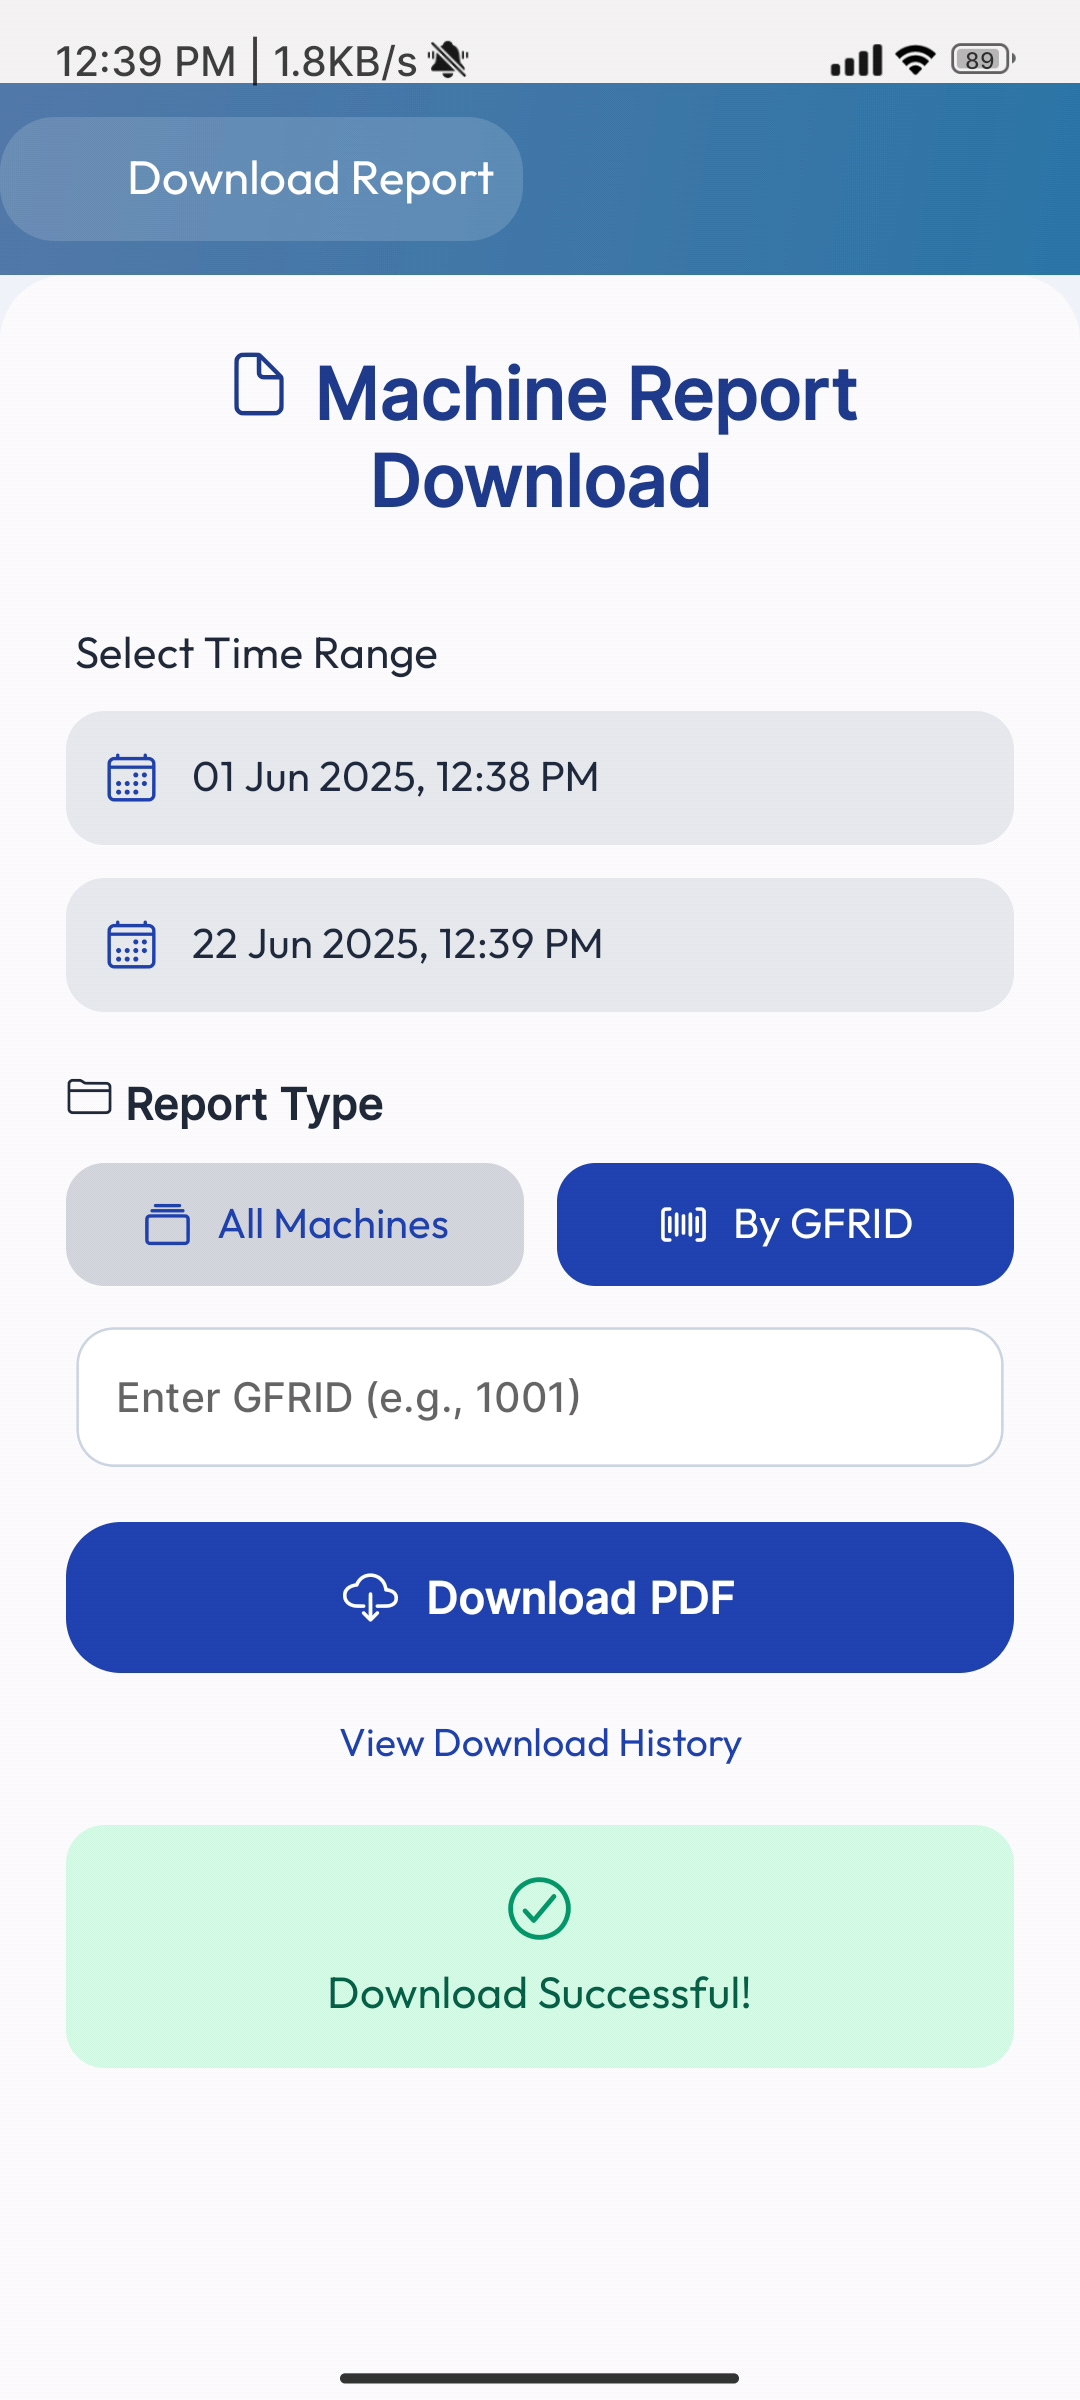 12:39 PM | 1.8KB/s
89
Download Report
Machine Report
Download
Select Time Range
01 Jun 2025, 12:38 PM
22 Jun 2025, 12:39 PM
Report Type
All Machines
By GFRID
Enter GFRID (e.g., 1001)
Download PDF
View Download History
Download Successful!